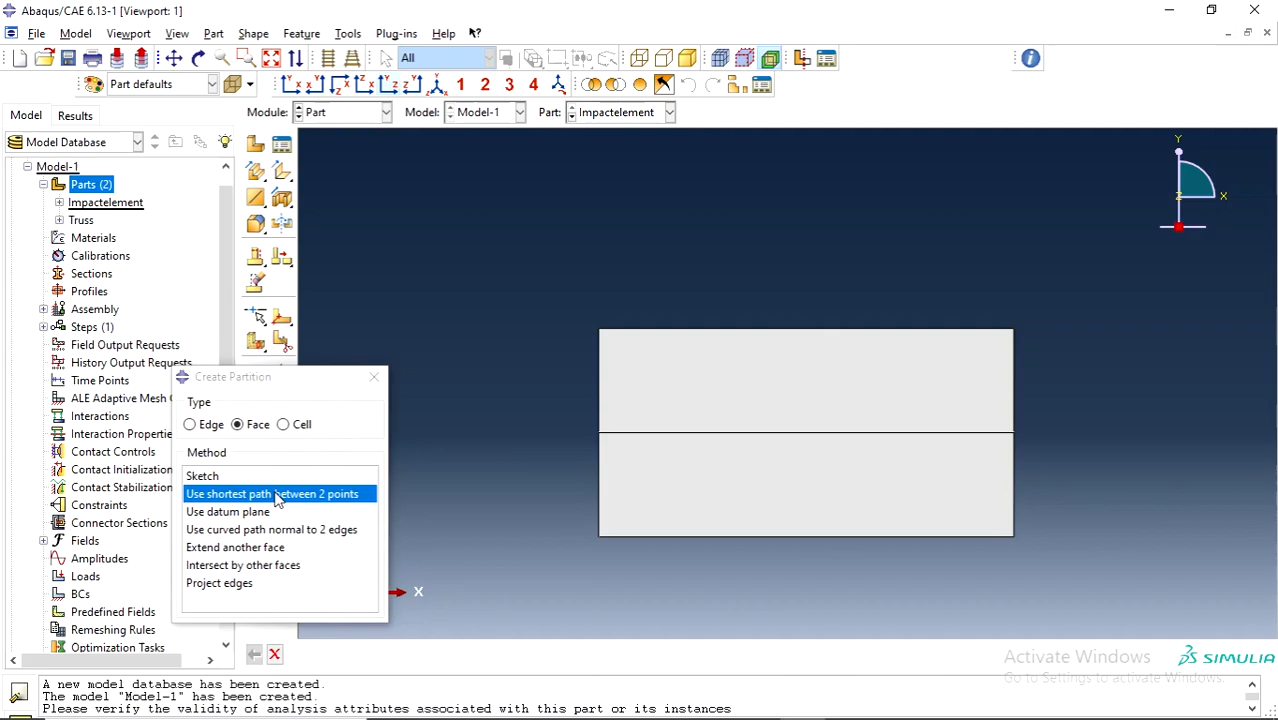 Abaqus/CAE 6.13-1 [Viewport: 1]
File Model Viewport View Part Shape Feature Tools Plug-ins Help
All
Part defaults
1 2 3 4
Model Results
Module: Part Model: Model-1 Part: Impactelement
Model Database
Model-1
Parts (2)
Impactelement
Truss
Materials
Calibrations
Sections
Profiles
Assembly
Steps (1)
Field Output Requests
History Output Requests
Time Points
ALE Adaptive Mesh
Interactions
Interaction Propertie
Contact Controls
Contact Initializatio
Contact Stabilization
Constraints
Connector Sections
Fields
Amplitudes
Loads
BCs
Predefined Fields
Remeshing Rules
Optimization Tasks
Create Partition
Type
Edge Face Cell
Method
Sketch
Use shortest path between 2 points
Use datum plane
Use curved path normal to 2 edges
Extend another face
Intersect by other faces
Project edges
Y
Z
X
X
Activate Windows
Go to Settings to activate Windows.
SIMULIA
A new model database has been created.
The model "Model-1" has been created.
Please verify the validity of analysis attributes associated with this part or its instances